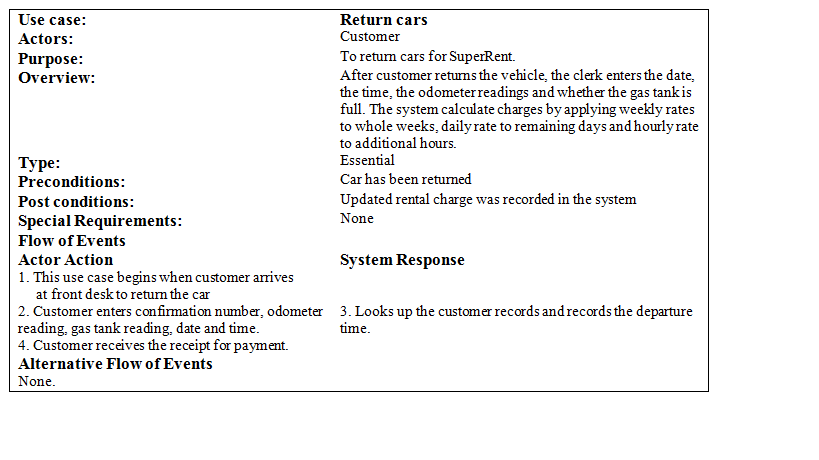 Use case: Return cars
Actors: Customer
Purpose: To return cars for SuperRent.
Overview: After customer returns the vehicle, the clerk enters the date,
the time, the odometer readings and whether the gas tank is
full. The system calculate charges by applying weekly rates
to whole weeks, daily rate to remaining days and hourly rate
to additional hours.
Type: Essential
Preconditions: Car has been returned
Post conditions: Updated rental charge was recorded in the system
Special Requirements: None
Flow of Events
Actor Action System Response
1. This use case begins when customer arrives
at front desk to return the car
2. Customer enters confirmation number, odometer
reading, gas tank reading, date and time.
3. Looks up the customer records and records the departure
time.
4. Customer receives the receipt for payment.
Alternative Flow of Events
None.